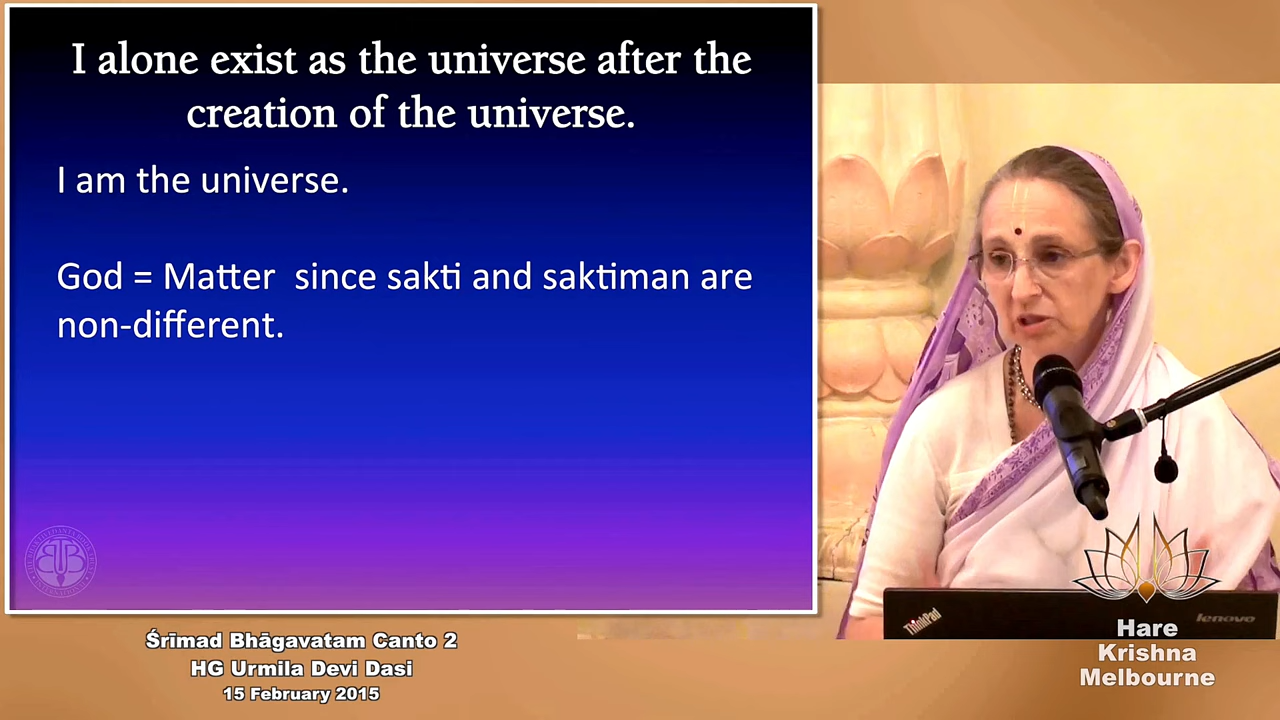 I alone exist as the universe after the
creation of the universe.
I am the universe.
God = Matter  since sakti and saktiman are
non-different.
Śrīmad Bhāgavatam Canto 2
HG Urmila Devi Dasi
15 February 2015
ThinkPad
lenovo
Hare
Krishna
Melbourne